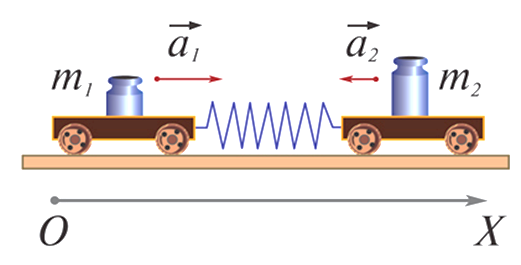 a₁ a₂
m₁ m₂
O X